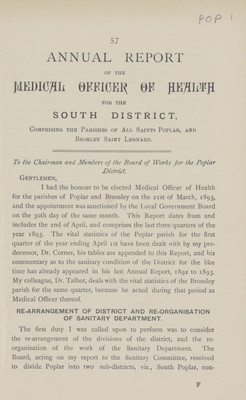 POP 1
57
ANNUAL REPORT
OF THE
MEDICAL OFFICER OF HEALTH
FOR THE
SOUTH DISTRICT,
Comprising the Parishes of All Saints Poplar, and
Bromley Saint Leonard.
To the Chairman and Members of the Board of Works for the Poplar
District.
Gentlemen,
I had the honour to be elected Medical Officer of Health
for the parishes of Poplar and Bromley on the 21st of March, 1893,
and the appointment was sanctioned by the Local Government Board
on the 30th day of the same month. This Report dates from and
includes the 2nd of April, and comprises the last three quarters of the
year 1893. The vital statistics of the Poplar parish for the first
quarter of the year ending April 1st have been dealt with by my pre-
decessor, Dr. Corner, his tables are appended to this Report, and his
commentary as to the sanitary condition of the District for the like
time has already appeared in his last Annual Report, 1892 to 1893.
My colleague, Dr. Talbot, deals with the vital statistics of the Bromley
parish for the same quarter, because he acted during that period as
Medical Officer thereof.
RE-ARRANGEMENT OF DISTRICT AND RE-ORGANISATION
OF SANITARY DEPARTMENT.
The first duty I was called upon to perform was to consider
the re-arrangement of the divisions of the district, and the re-
organisation of the work of the Sanitary Department. The
Board, acting on my report to the Sanitary Committee, resolved
to divide Poplar into two sub-districts, viz., South Poplar, con-
F